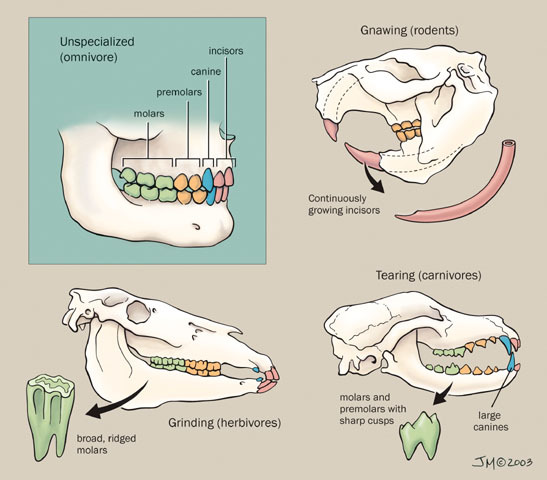 Unspecialized
(omnivore)
incisors
canine
premolars
molars
Gnawing (rodents)
Continuously
growing incisors
Grinding (herbivores)
broad, ridged
molars
Tearing (carnivores)
molars and
premolars with
sharp cusps
large
canines
JM©2003